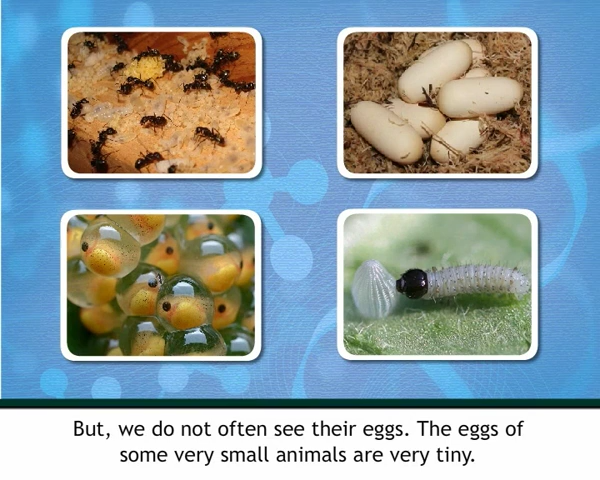 But, we do not often see their eggs. The eggs of
some very small animals are very tiny.